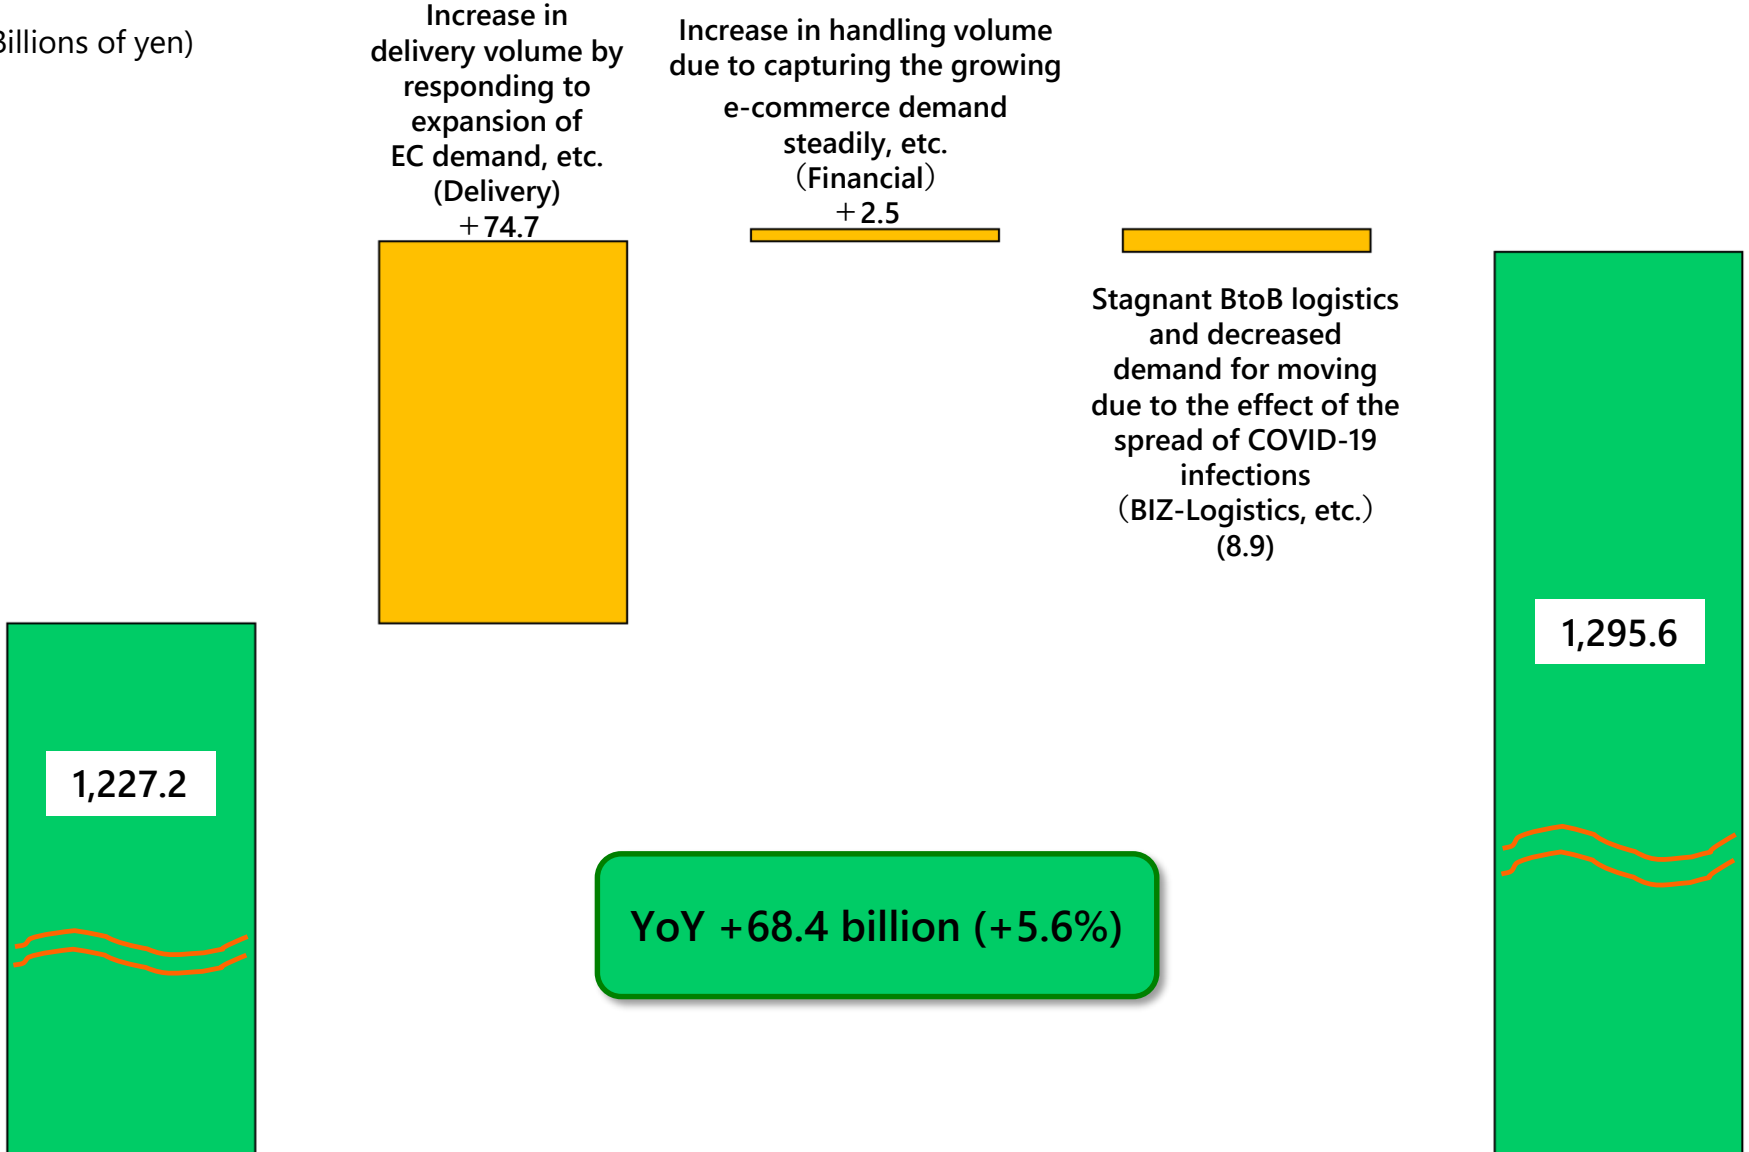 Billions of yen)
Increase in
delivery volume by
responding to
expansion of
EC demand, etc.
(Delivery)
＋74.7
Increase in handling volume
due to capturing the growing
e-commerce demand
steadily, etc.
（Financial）
＋2.5
Stagnant BtoB logistics
and decreased
demand for moving
due to the effect of the
spread of COVID-19
infections
（BIZ-Logistics, etc.）
(8.9)
1,295.6
1,227.2
YoY +68.4 billion (+5.6%)